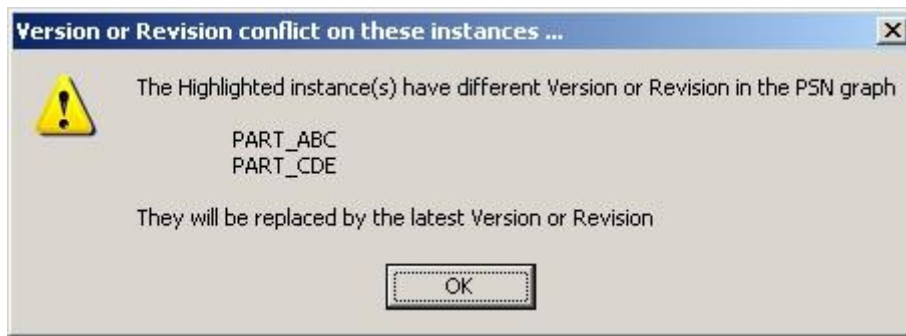 Version or Revision conflict on these instances ...
The Highlighted instance(s) have different Version or Revision in the PSN graph
PART_ABC
PART_CDE
They will be replaced by the latest Version or Revision
OK